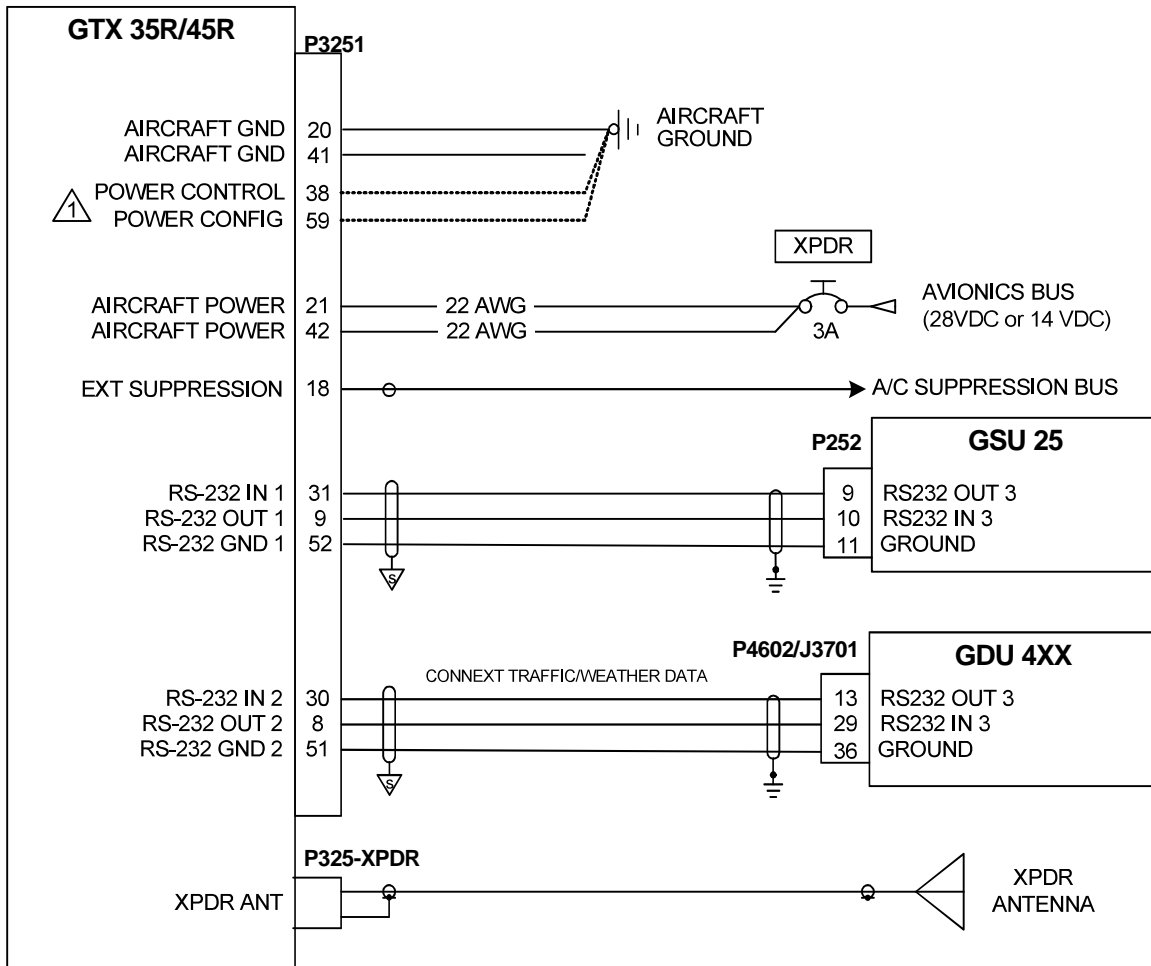 GTX 35R/45R
P3251
AIRCRAFT GND 20
AIRCRAFT GND 41
AIRCRAFT
GROUND
1
POWER CONTROL 38
POWER CONFIG 59
XPDR
AIRCRAFT POWER 21 22 AWG
AIRCRAFT POWER 42 22 AWG
3A
AVIONICS BUS
(28VDC or 14 VDC)
EXT SUPPRESSION 18 A/C SUPPRESSION BUS
P252
GSU 25
RS-232 IN 1 31 9 RS232 OUT 3
RS-232 OUT 1 9 10 RS232 IN 3
RS-232 GND 1 52 11 GROUND
S
P4602/J3701
GDU 4XX
CONNEXT TRAFFIC/WEATHER DATA
RS-232 IN 2 30 13 RS232 OUT 3
RS-232 OUT 2 8 29 RS232 IN 3
RS-232 GND 2 51 36 GROUND
S
P325-XPDR
XPDR ANT
XPDR
ANTENNA